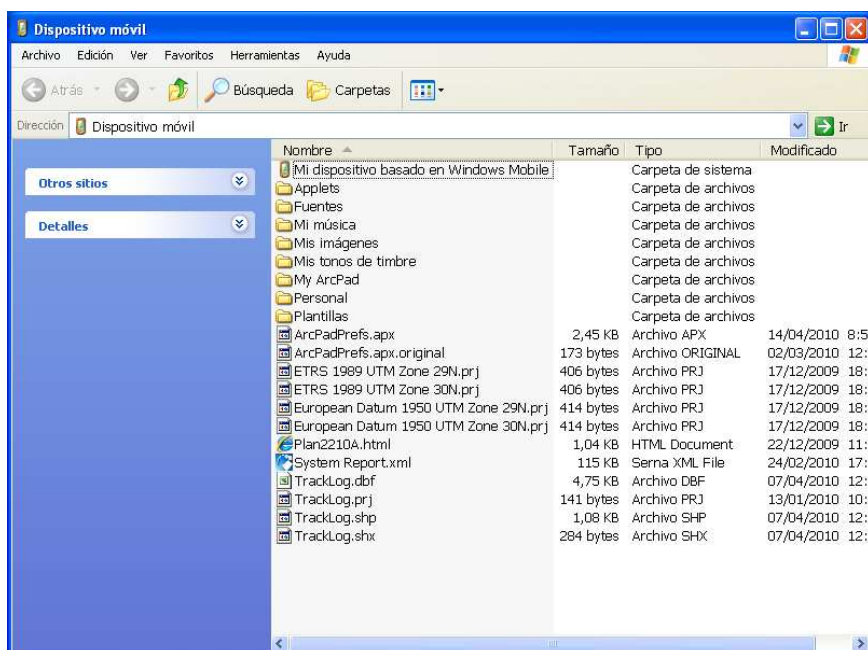 Dispositivo móvil
Archivo Edición Ver Favoritos Herramientas Ayuda
Atrás Búsqueda Carpetas
Dirección Dispositivo móvil Ir
Otros sitios
Detalles
Nombre Tamaño Tipo Modificado
Mi dispositivo basado en Windows Mobile Carpeta de sistema
Applets Carpeta de archivos
Fuentes Carpeta de archivos
Mi música Carpeta de archivos
Mis imágenes Carpeta de archivos
Mis tonos de timbre Carpeta de archivos
My ArcPad Carpeta de archivos
Personal Carpeta de archivos
Plantillas Carpeta de archivos
ArcPadPrefs.apx 2,45 KB Archivo APX 14/04/2010 8:5
ArcPadPrefs.apx.original 173 bytes Archivo ORIGINAL 02/03/2010 12:
ETRS 1989 UTM Zone 29N.prj 406 bytes Archivo PRJ 17/12/2009 18:
ETRS 1989 UTM Zone 30N.prj 406 bytes Archivo PRJ 17/12/2009 18:
European Datum 1950 UTM Zone 29N.prj 414 bytes Archivo PRJ 17/12/2009 18:
European Datum 1950 UTM Zone 30N.prj 414 bytes Archivo PRJ 17/12/2009 18:
Plan2210A.html 1,04 KB HTML Document 22/12/2009 11:
System Report.xml 115 KB Serna XML File 24/02/2010 17:
TrackLog.dbf 4,75 KB Archivo DBF 07/04/2010 12:
TrackLog.prj 141 bytes Archivo PRJ 13/01/2010 10:
TrackLog.shp 1,08 KB Archivo SHP 07/04/2010 12:
TrackLog.shx 284 bytes Archivo SHX 07/04/2010 12: